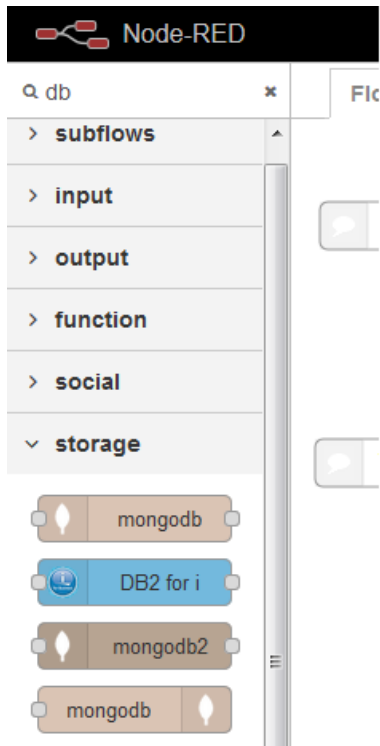 Node-RED
db
Flo
subflows
input
output
function
social
storage
mongodb
DB2 for i
mongodb2
mongodb